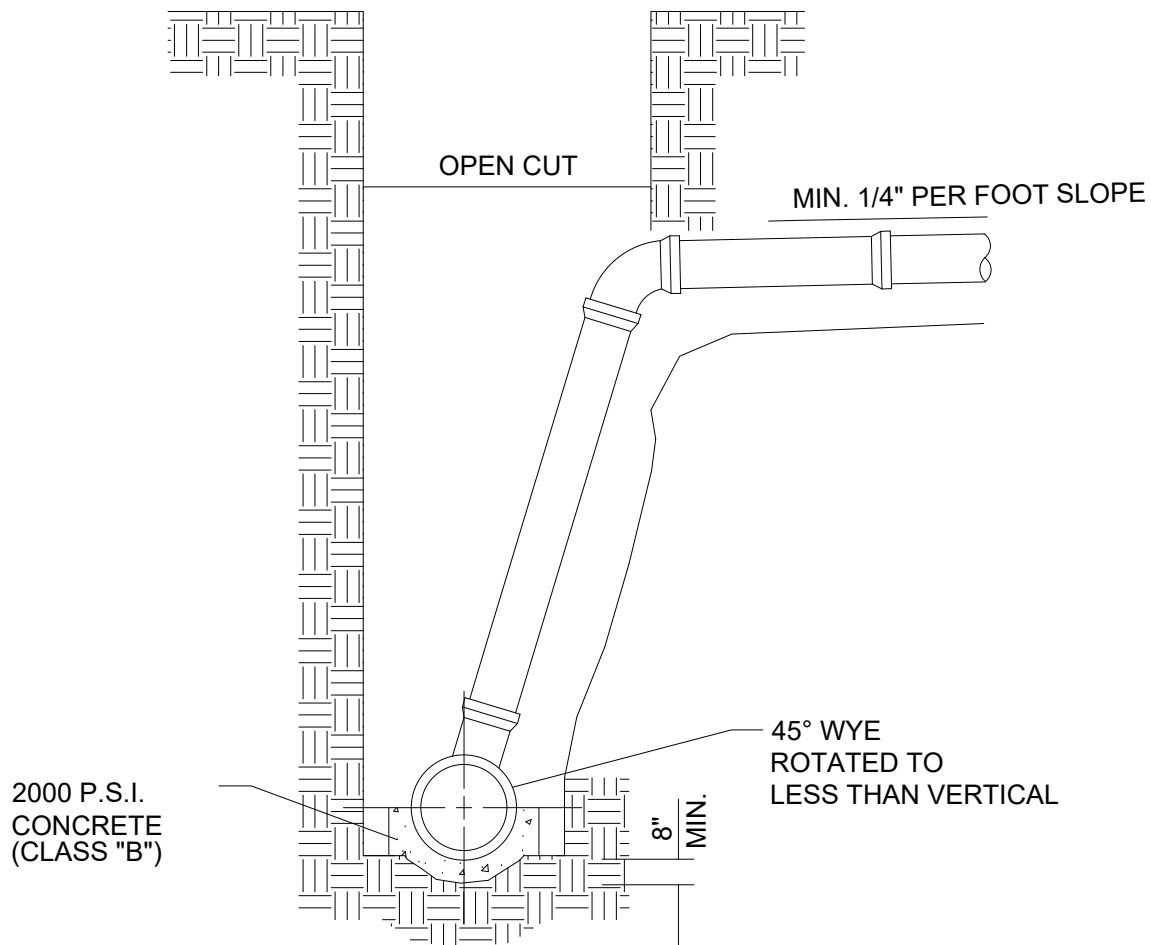 OPEN CUT
MIN. 1/4" PER FOOT SLOPE
45° WYE
ROTATED TO
LESS THAN VERTICAL
2000 P.S.I.
CONCRETE
(CLASS "B")
8"
MIN.